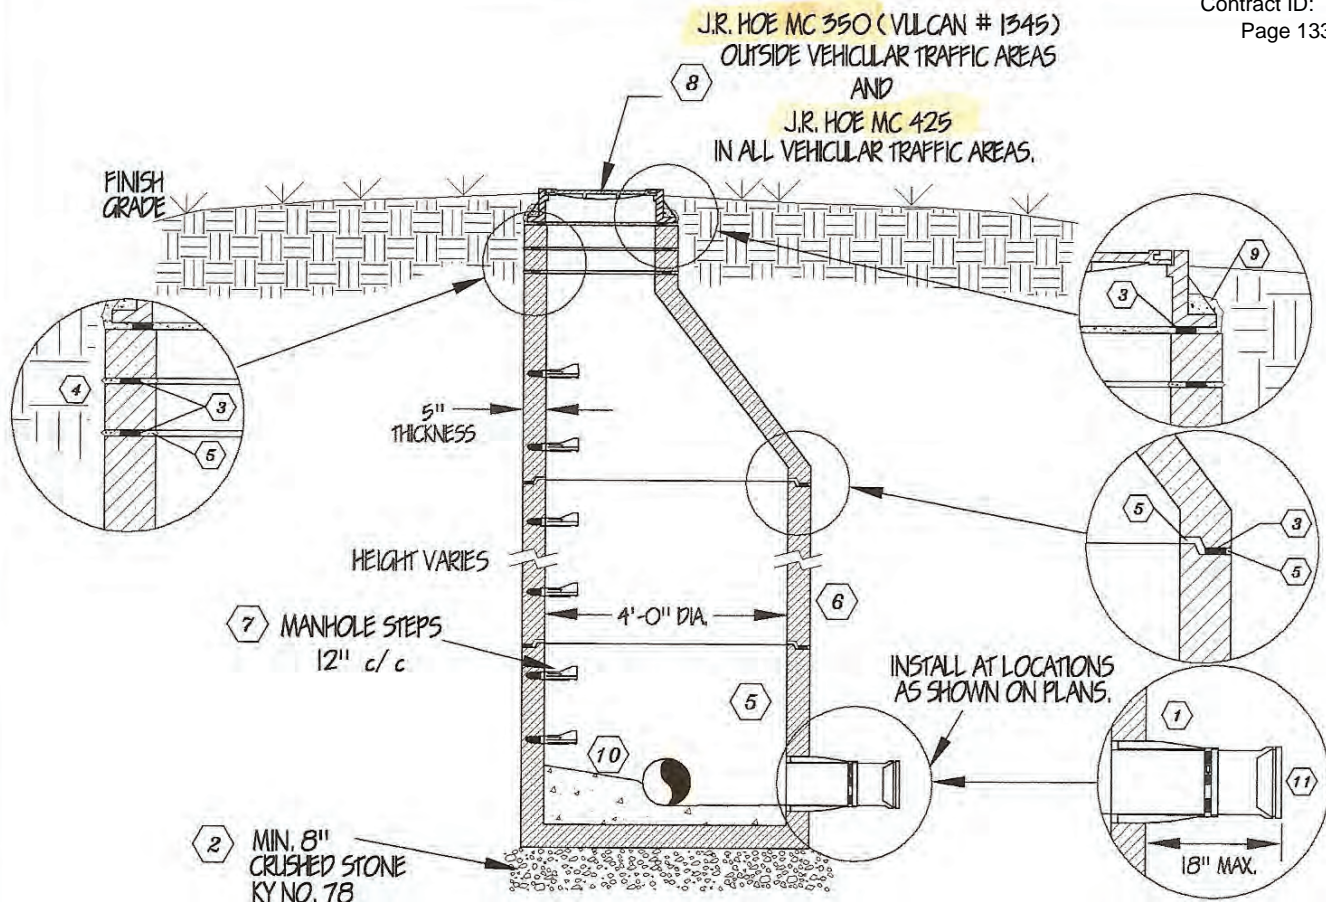 Contract ID:
Page 133
J.R. HOE MC 350 (VULCAN # 1345)
OUTSIDE VEHICULAR TRAFFIC AREAS
AND
J.R. HOE MC 425
IN ALL VEHICULAR TRAFFIC AREAS.
8
FINISH
GRADE
9
3
4
3
5
5"
THICKNESS
5
3
5
HEIGHT VARIES
4'-0" DIA.
6
7
MANHOLE STEPS
12" c/c
INSTALL AT LOCATIONS
AS SHOWN ON PLANS.
5
1
10
11
18" MAX.
2
MIN. 8"
CRUSHED STONE
KY NO. 78